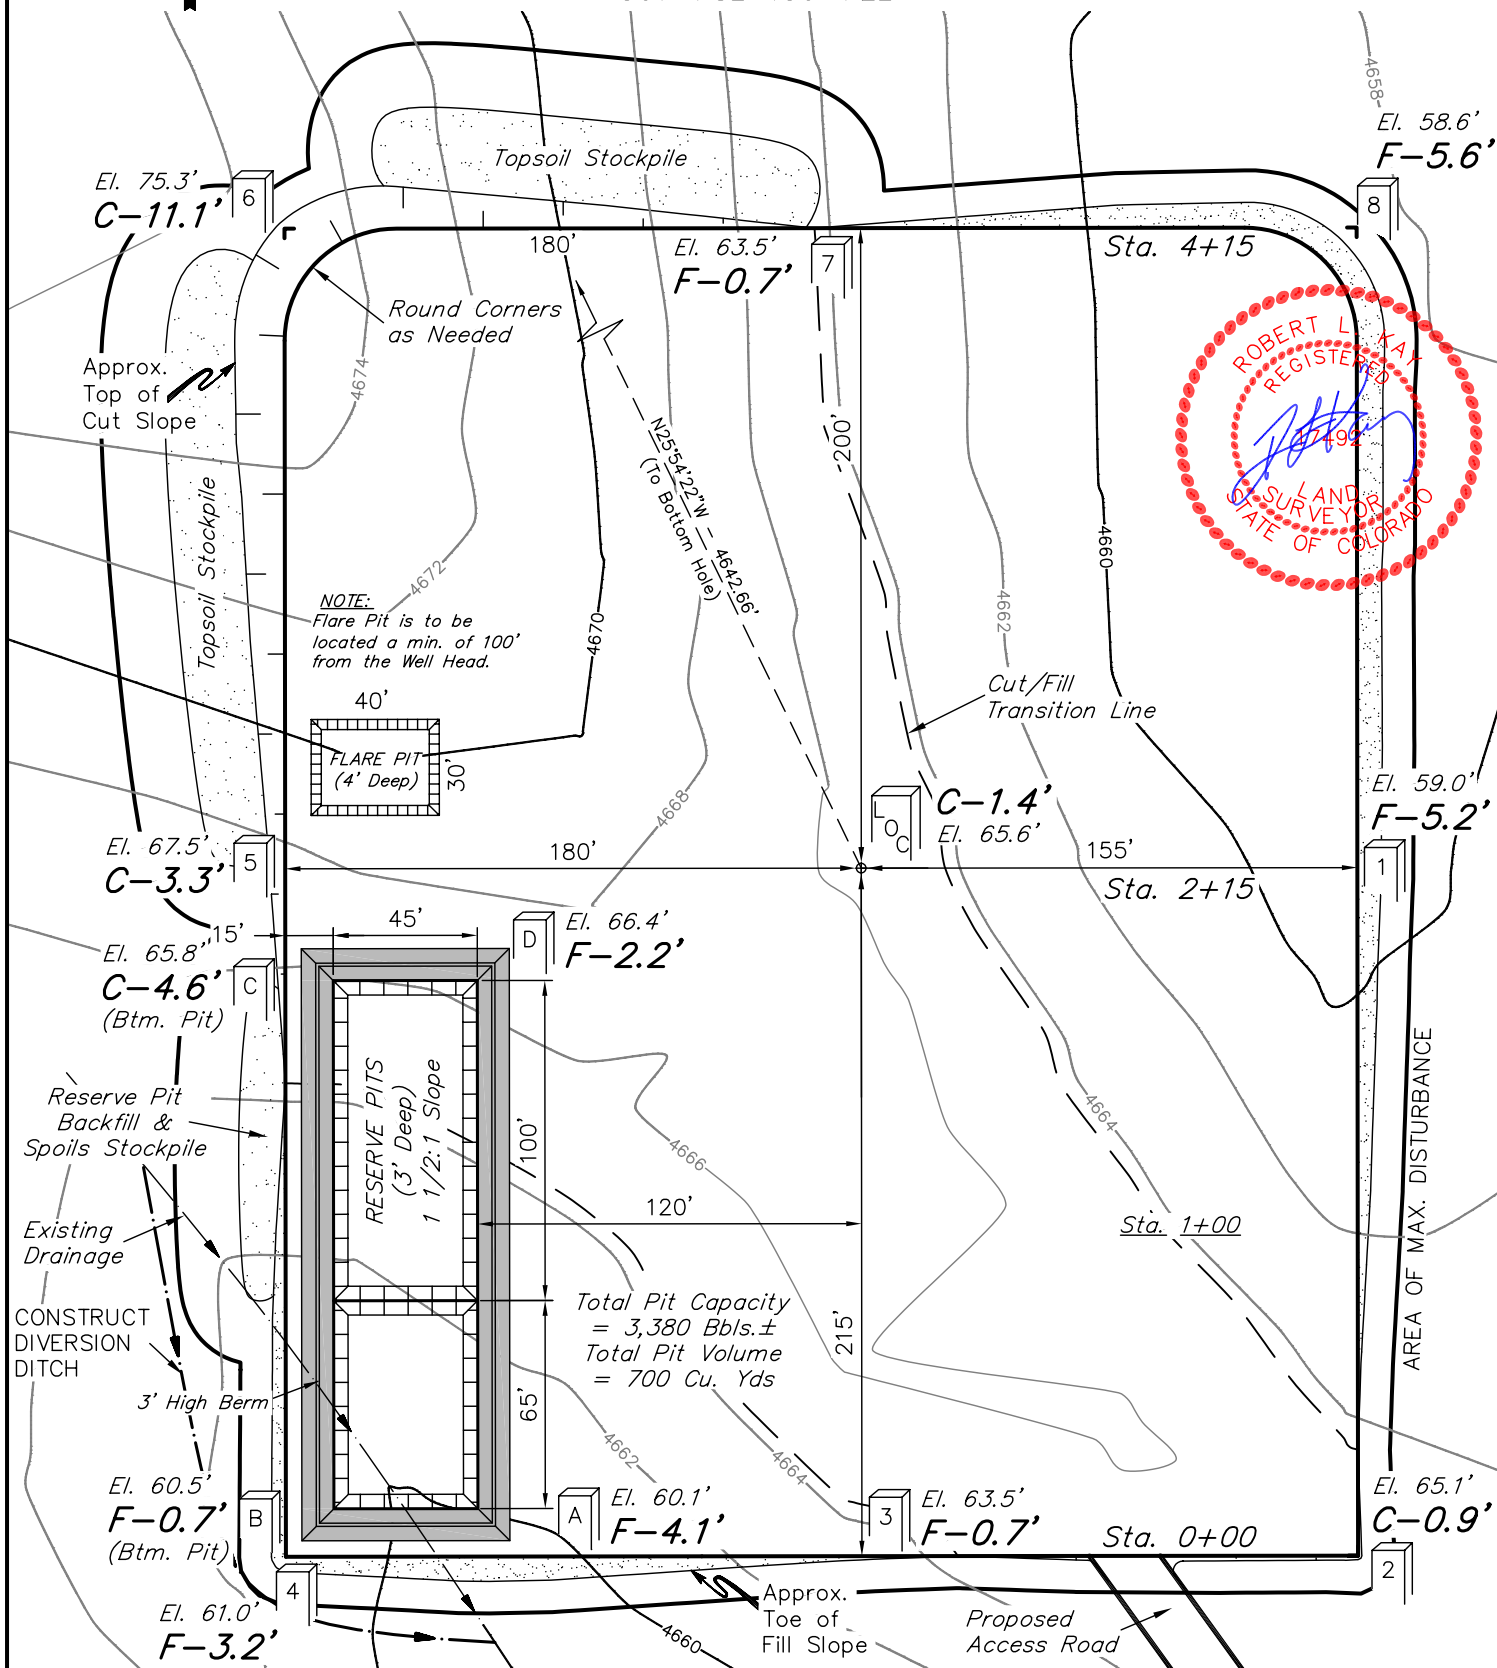 4658
El. 58.6'
F-5.6'
8
Topsoil Stockpile
El. 75.3'
C-11.1'
6
180'
El. 63.5'
F-0.7'
7
Sta. 4+15
Round Corners
as Needed
Approx.
Top of
Cut Slope
4674
Topsoil Stockpile
ROBERT L. KAY
REGISTERED
LAND
SURVEYOR
STATE OF COLORADO
200'
N25°54'22"W - 4642.66'
(To Bottom Hole)
4672
4670
4662
4660
NOTE:
Flare Pit is to be
located a min. of 100'
from the Well Head.
40'
FLARE PIT
(4' Deep)
30'
Cut/Fill
Transition Line
4668
LOC
C-1.4'
El. 65.6'
El. 59.0'
F-5.2'
1
El. 67.5'
C-3.3'
5
180'
155'
Sta. 2+15
15'
45'
D
El. 66.4'
F-2.2'
El. 65.8'
C-4.6'
(Btm. Pit)
C
RESERVE PITS
(3' Deep)
1 1/2:1 Slope
100'
Reserve Pit
Backfill &
Spoils Stockpile
4666
4664
120'
Sta. 1+00
AREA OF MAX. DISTURBANCE
Existing
Drainage
CONSTRUCT
DIVERSION
DITCH
3' High Berm
Total Pit Capacity
= 3,380 Bbls.±
Total Pit Volume
= 700 Cu. Yds
215'
65'
4662
4664
El. 60.5'
F-0.7'
(Btm. Pit)
B
A
El. 60.1'
F-4.1'
3
El. 63.5'
F-0.7'
Sta. 0+00
El. 65.1'
C-0.9'
2
4
El. 61.0'
F-3.2'
4660
Approx.
Toe of
Fill Slope
Proposed
Access Road